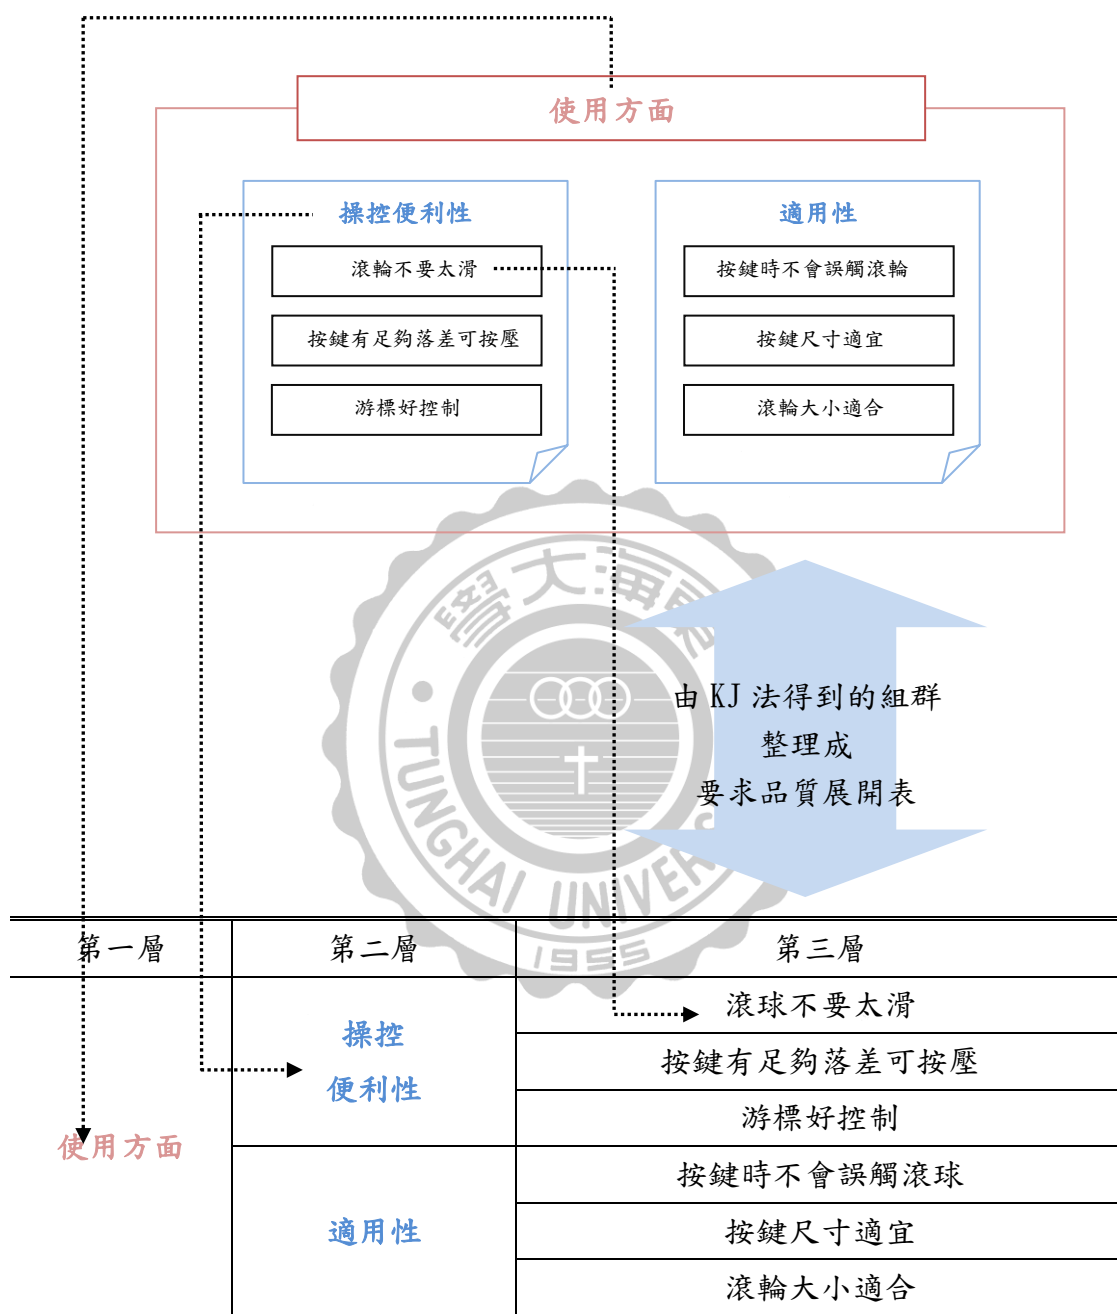 使用方面
操控便利性
滾輪不要太滑
按鍵有足夠落差可按壓
游標好控制
適用性
按鍵時不會誤觸滾輪
按鍵尺寸適宜
滾輪大小適合
學大海東
TUNGHAI UNIVERS
1955
由 KJ 法得到的組群
整理成
要求品質展開表
第一層 第二層 第三層
使用方面
操控
便利性
滾球不要太滑
按鍵有足夠落差可按壓
游標好控制
適用性
按鍵時不會誤觸滾球
按鍵尺寸適宜
滾輪大小適合